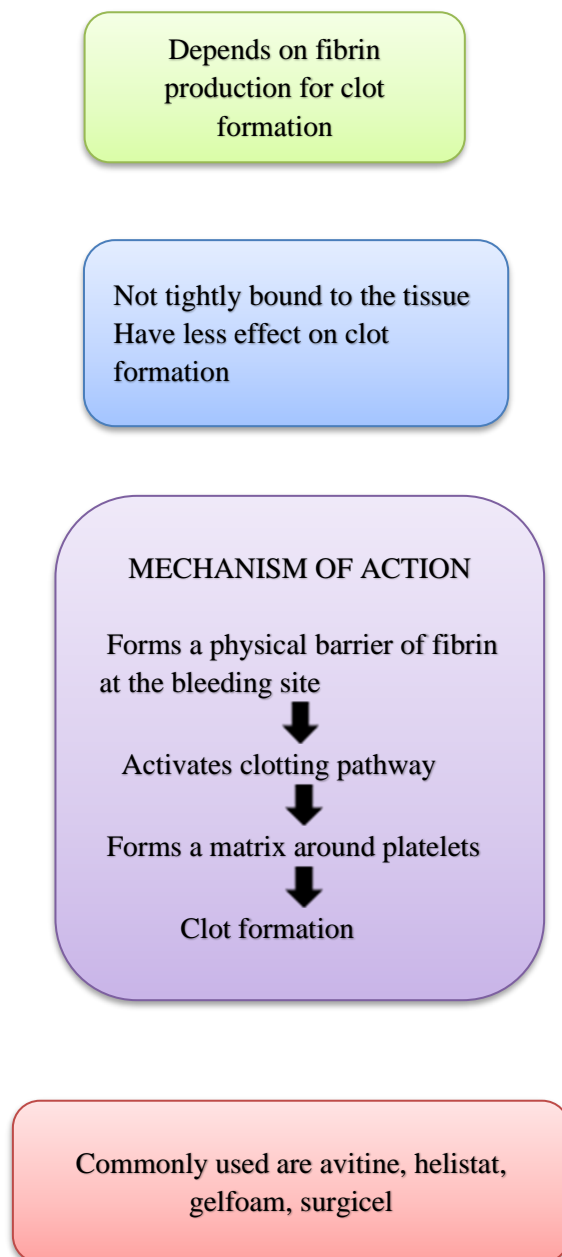 Depends on fibrin
production for clot
formation
Not tightly bound to the tissue
Have less effect on clot
formation
MECHANISM OF ACTION
Forms a physical barrier of fibrin
at the bleeding site
Activates clotting pathway
Forms a matrix around platelets
Clot formation
Commonly used are avitine, helistat,
gelfoam, surgicel